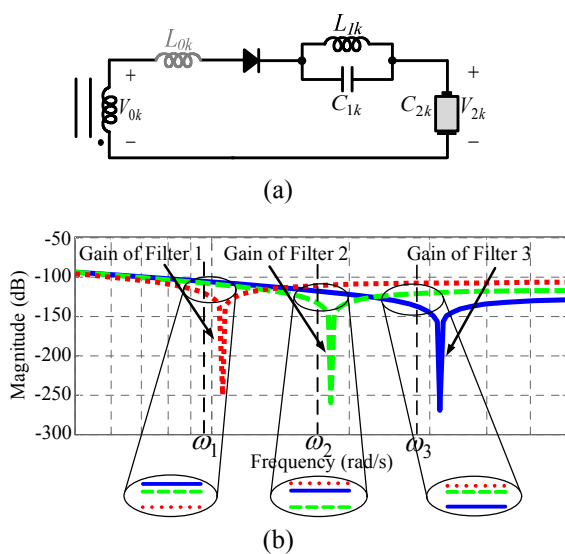 (a)
L0k
L1k
C1k
C2k
+
V0k
−
+
V2k
−
(b)
-50
-100
-150
-200
-250
-300
Magnitude (dB)
Gain of Filter 1
Gain of Filter 2
Gain of Filter 3
ω1
ω2
ω3
Frequency (rad/s)